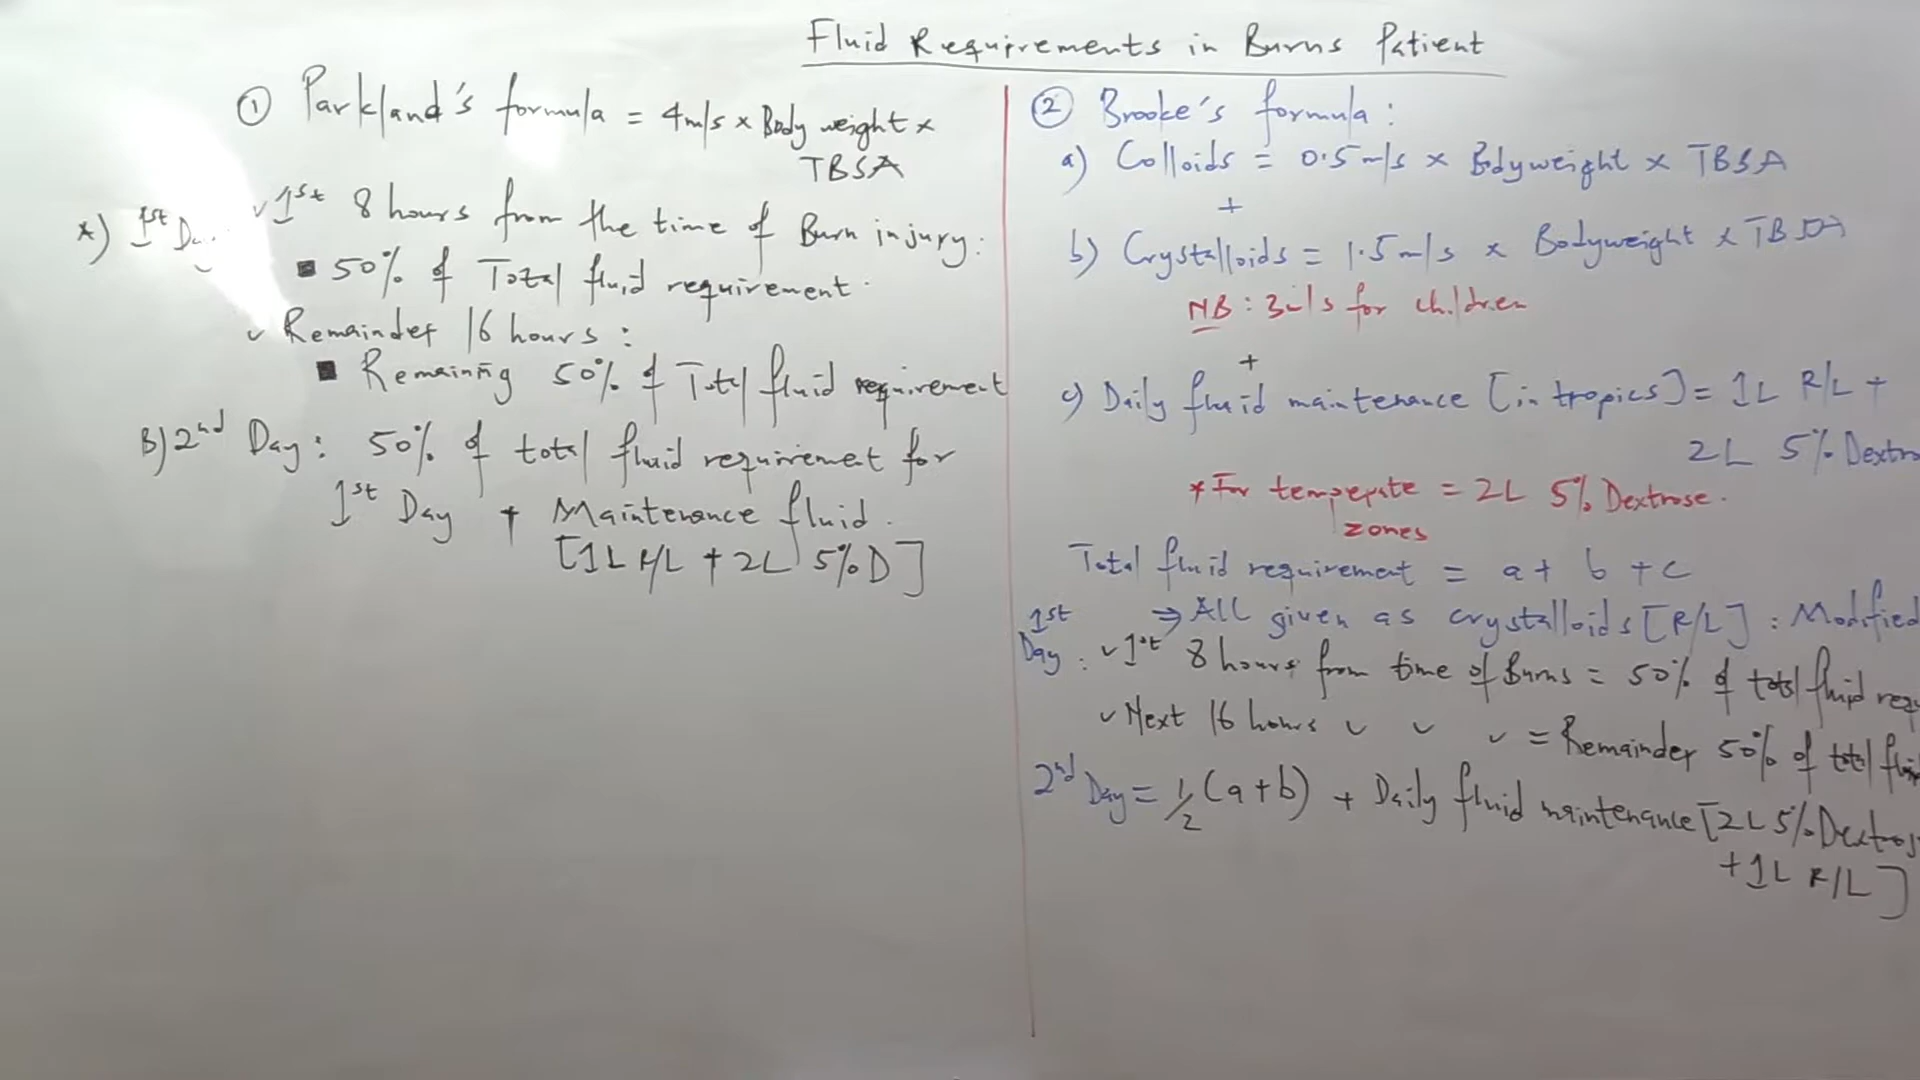 Fluid Requirements in Burns Patient
① Parkland's formula = 4mls x Body weight x
TBSA
A) 1st
✓ 1st 8 hours from the time of Burn injury.
■ 50% of Total fluid requirement.
✓ Remainder 16 hours:
■ Remaining 50% of Total fluid requirement
B) 2nd Day: 50% of total fluid requirement for
1st Day + Maintenance fluid.
[1L R/L + 2L 5% D]
② Brooke's formula:
a) Colloids = 0.5 mls x Bodyweight x TBSA
+
b) Crystalloids = 1.5 mls x Bodyweight x TBSA
NB: 3mls for children
+
c) Daily fluid maintenance [in tropics] = 1L R/L +
2L 5% Dextro
* For temperate = 2L 5% Dextrose.
zones
Total fluid requirement = a + b + c
⇒ All given as crystalloids [R/L] : Modified
1st
Day: ✓ 1st 8 hours from time of Burns = 50% of total fluid req
✓ Next 16 hours ✓ ✓ ✓ = Remainder 50% of total
2nd Day = 1/2 (a+b) + Daily fluid maintenance [2L 5% Dextros
+ 1L R/L]